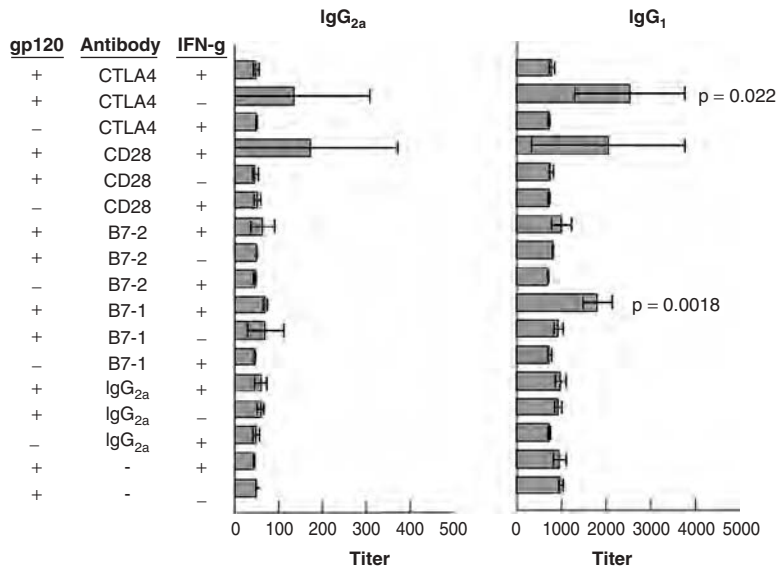 IgG2a IgG1
gp120 Antibody IFN-g
+ CTLA4 +
+ CTLA4 – p = 0.022
– CTLA4 +
+ CD28 +
+ CD28 –
– CD28 +
+ B7-2 +
+ B7-2 –
– B7-2 +
+ B7-1 + p = 0.0018
+ B7-1 –
– B7-1 +
+ IgG2a +
+ IgG2a –
– IgG2a +
+ - +
+ - –
0 100 200 300 400 500 0 1000 2000 3000 4000 5000
Titer Titer